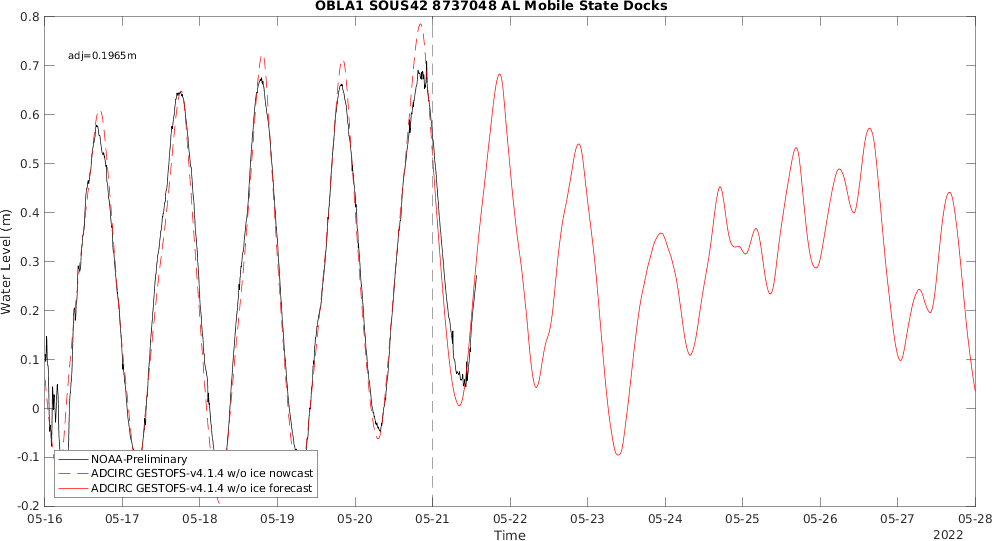 OBLA1 SOUS42 8737048 AL Mobile State Docks
adj=0.1965m
Water Level (m)
0.8
0.7
0.6
0.5
0.4
0.3
0.2
0.1
0
-0.1
-0.2
NOAA-Preliminary
ADCIRC GESTOFS-v4.1.4 w/o ice nowcast
ADCIRC GESTOFS-v4.1.4 w/o ice forecast
05-16 05-17 05-18 05-19 05-20 05-21 05-22 05-23 05-24 05-25 05-26 05-27 05-28
Time
2022